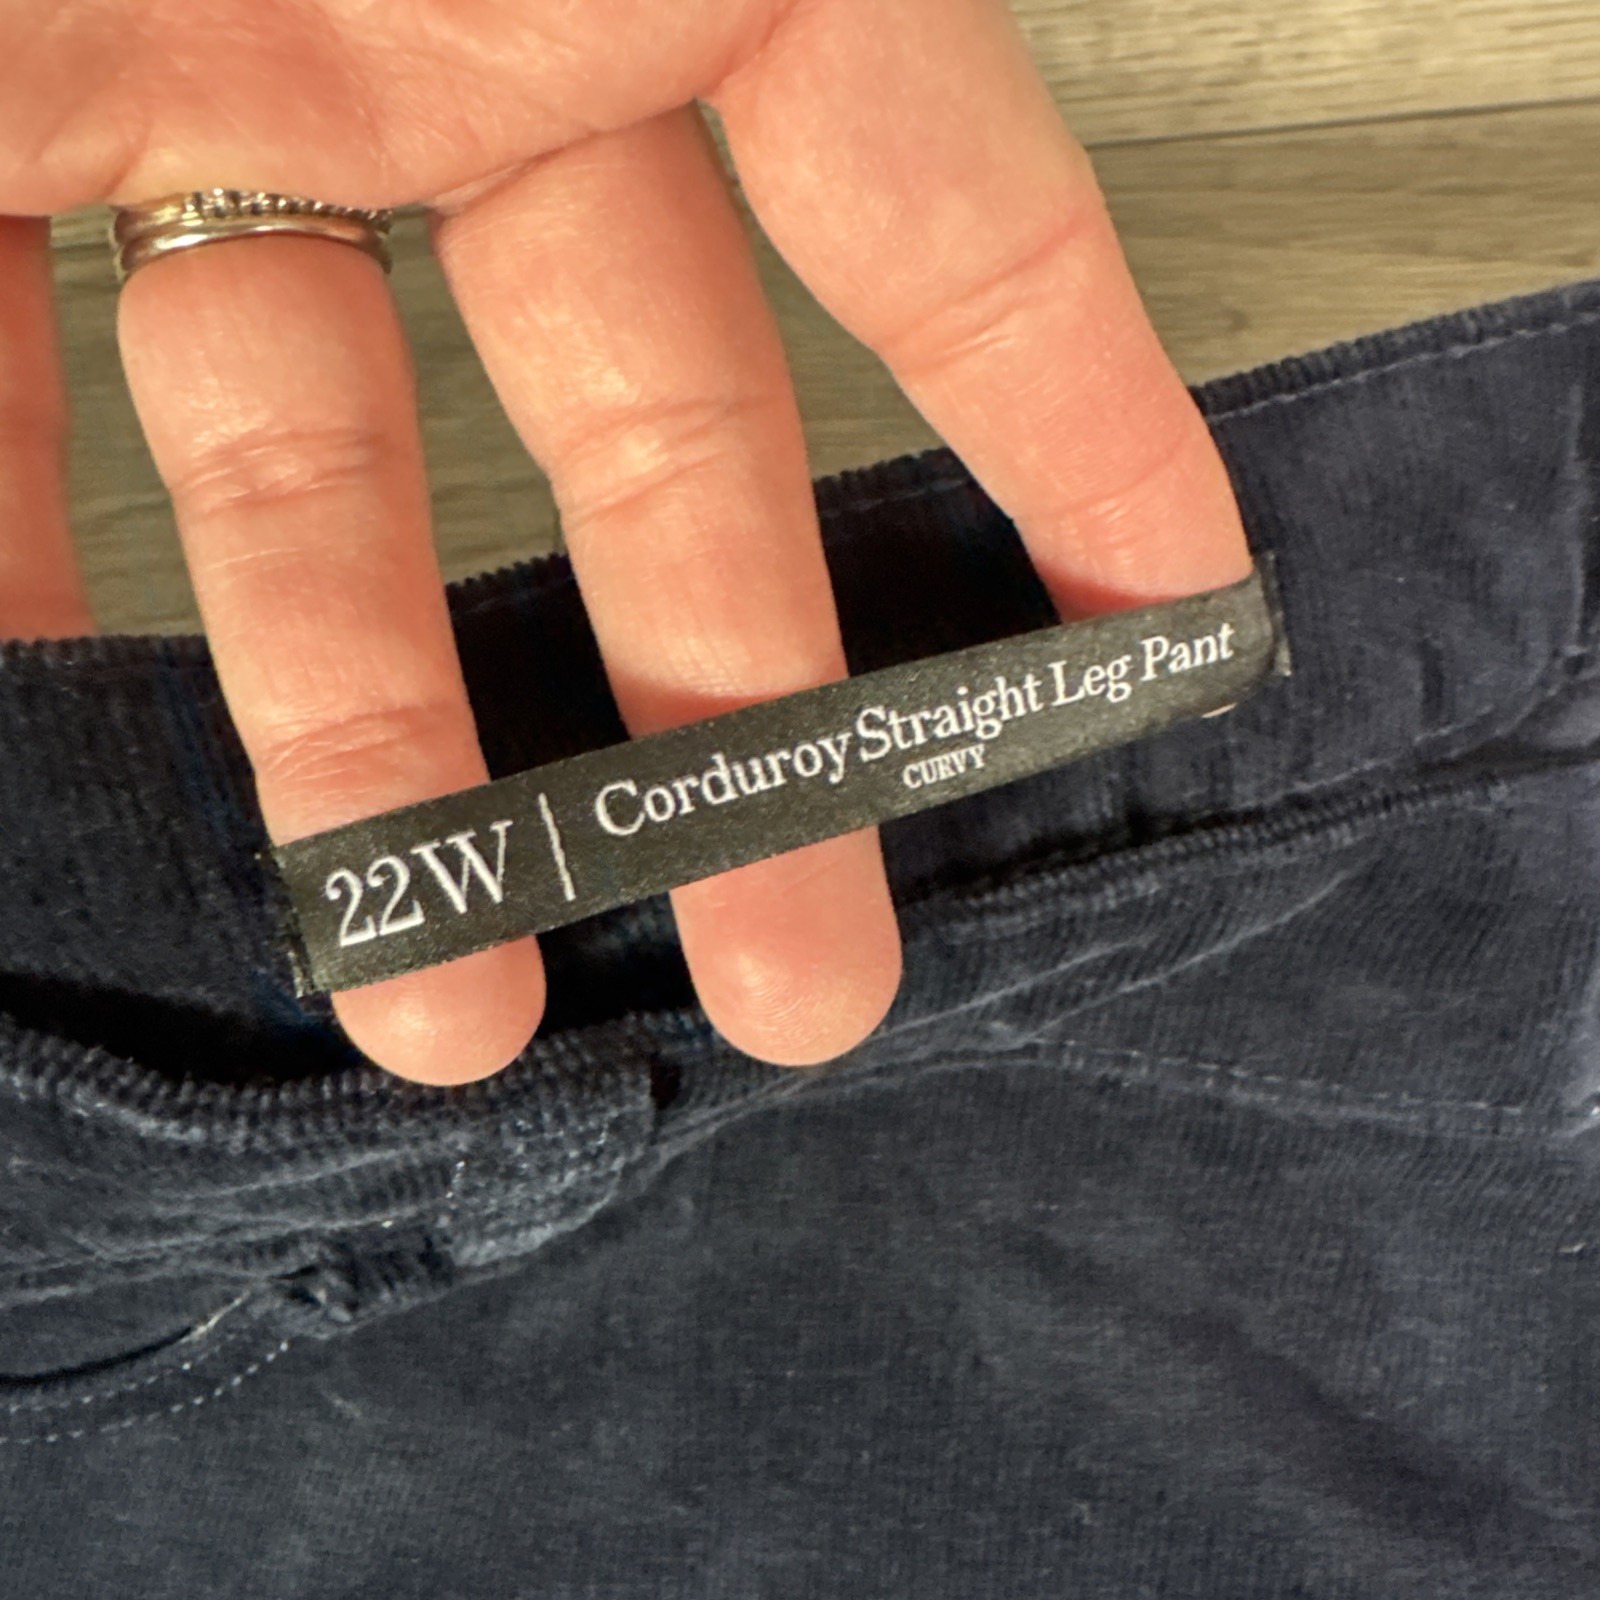 22W | Corduroy Straight Leg Pant
CURVY